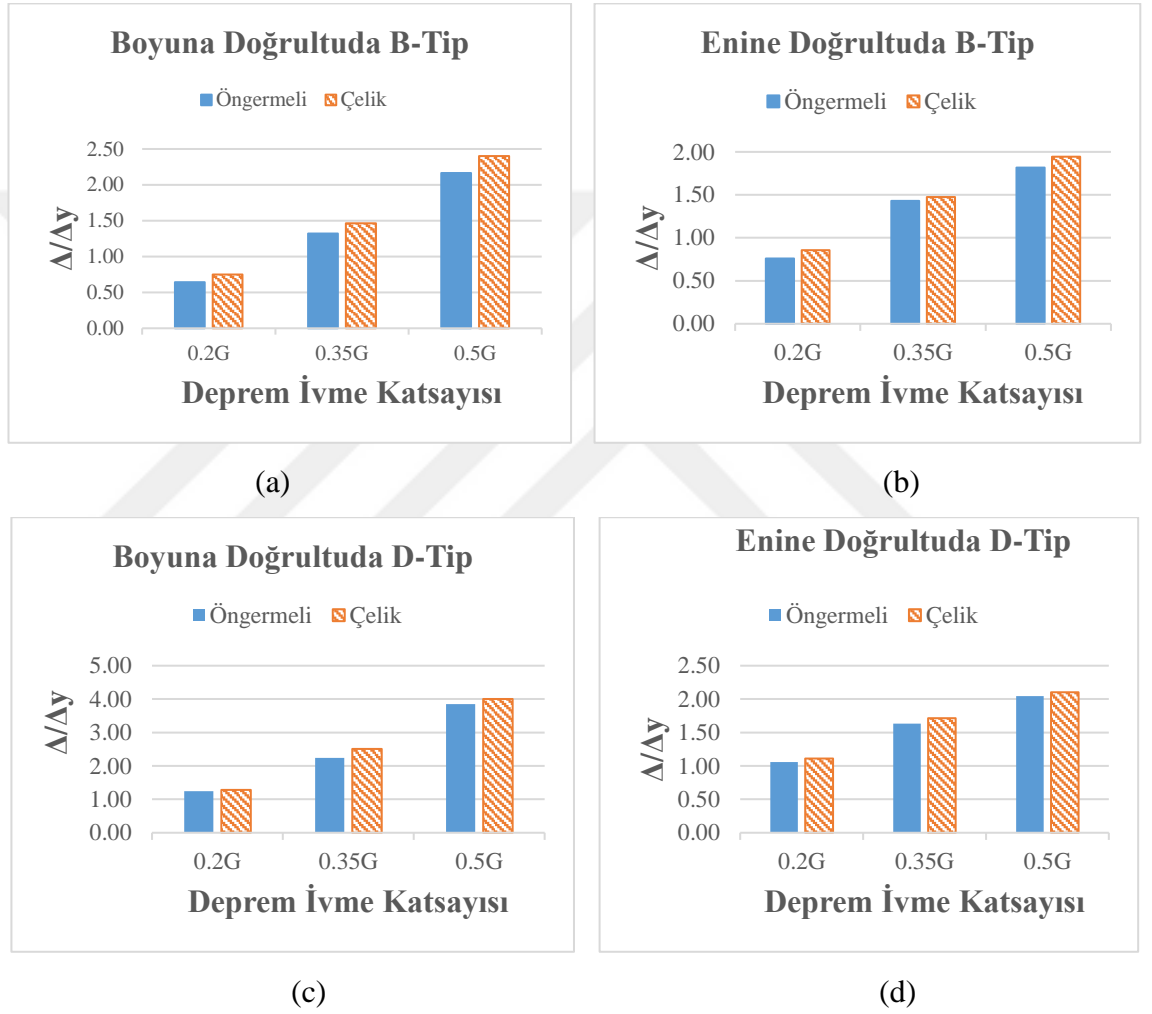 Boyuna Doğrultuda B-Tip
Öngermeli Çelik
2.50
2.00
1.50
1.00
0.50
0.00
Δ/Δy
0.2G 0.35G 0.5G
Deprem İvme Katsayısı
(a)
Enine Doğrultuda B-Tip
Öngermeli Çelik
2.00
1.50
1.00
0.50
0.00
Δ/Δy
0.2G 0.35G 0.5G
Deprem İvme Katsayısı
(b)
Boyuna Doğrultuda D-Tip
Öngermeli Çelik
5.00
4.00
3.00
2.00
1.00
0.00
Δ/Δy
0.2G 0.35G 0.5G
Deprem İvme Katsayısı
(c)
Enine Doğrultuda D-Tip
Öngermeli Çelik
2.50
2.00
1.50
1.00
0.50
0.00
Δ/Δy
0.2G 0.35G 0.5G
Deprem İvme Katsayısı
(d)